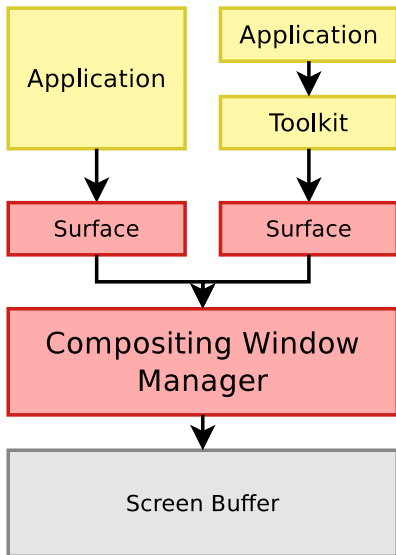 Application
Application
Toolkit
Surface
Surface
Compositing Window
Manager
Screen Buffer